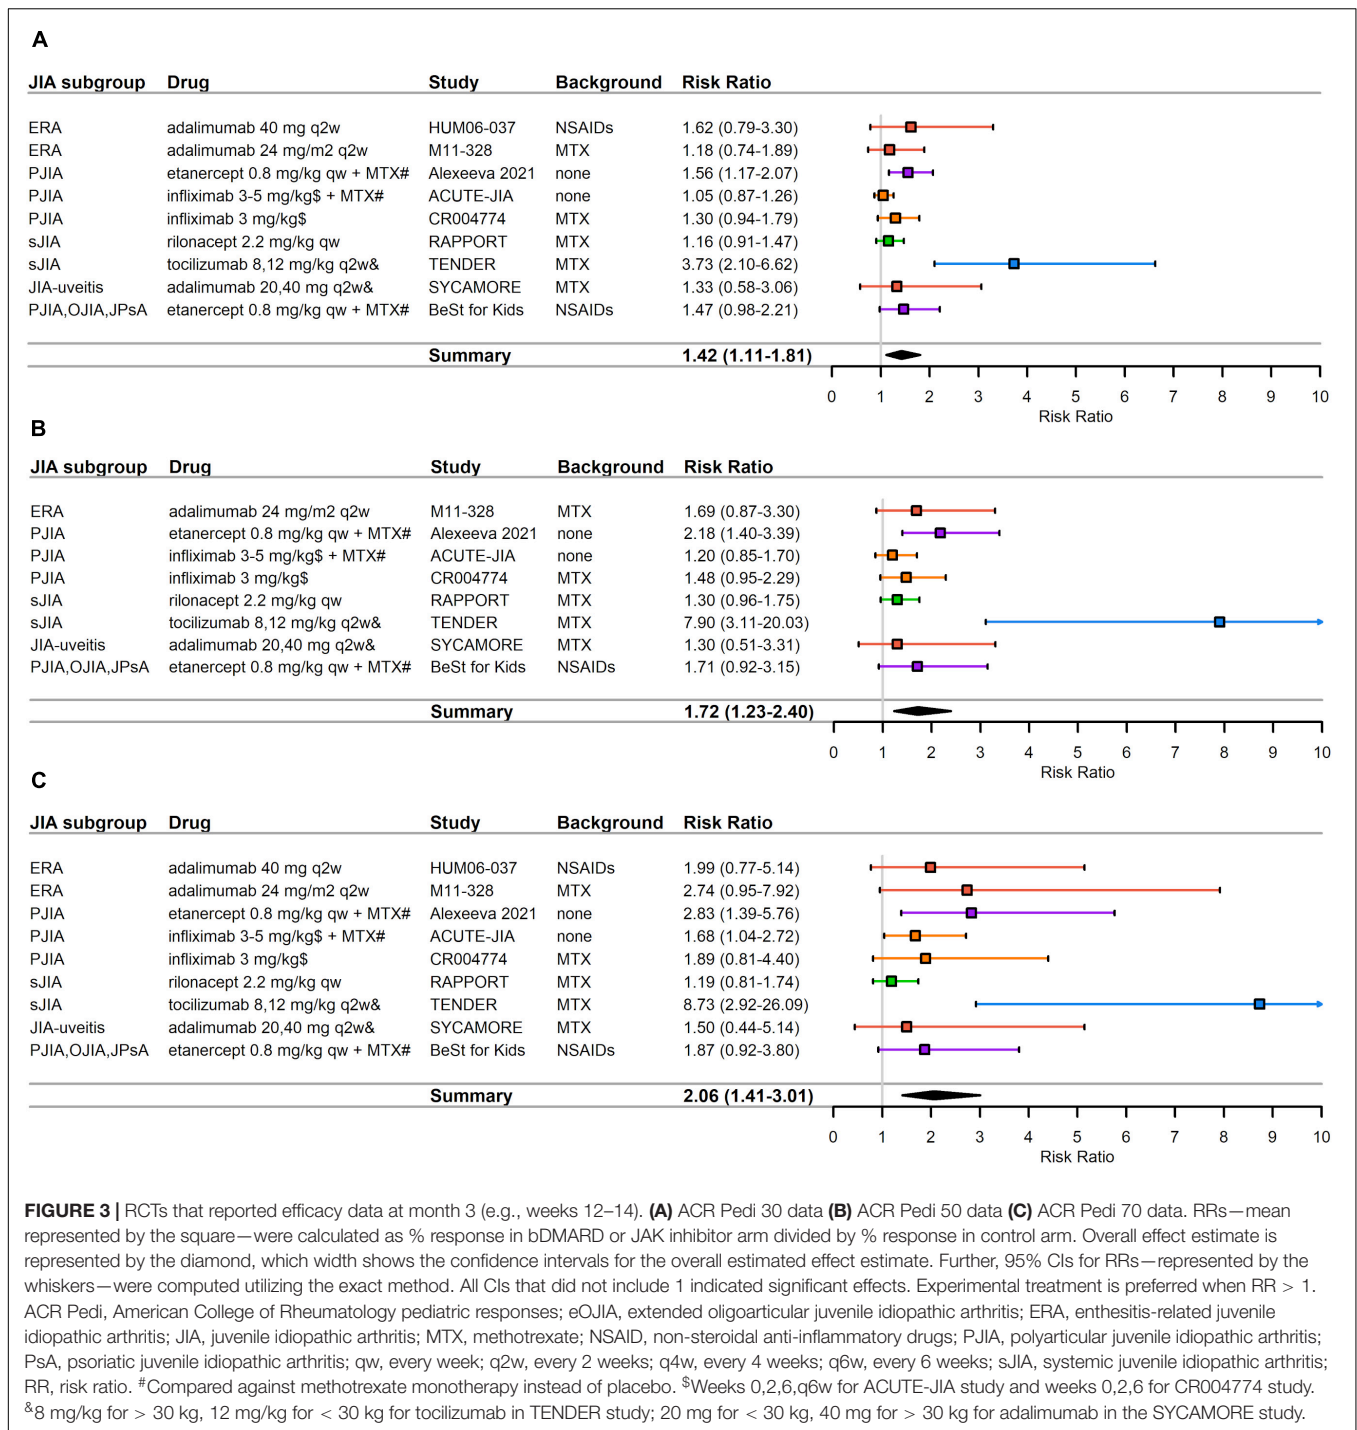 A
JIA subgroup Drug Study Background Risk Ratio
ERA adalimumab 40 mg q2w HUM06-037 NSAIDs 1.62 (0.79-3.30)
ERA adalimumab 24 mg/m2 q2w M11-328 MTX 1.18 (0.74-1.89)
PJIA etanercept 0.8 mg/kg qw + MTX# Alexeeva 2021 none 1.56 (1.17-2.07)
PJIA infliximab 3-5 mg/kg$ + MTX# ACUTE-JIA none 1.05 (0.87-1.26)
PJIA infliximab 3 mg/kg$ CR004774 MTX 1.30 (0.94-1.79)
sJIA rilonacept 2.2 mg/kg qw RAPPORT MTX 1.16 (0.91-1.47)
sJIA tocilizumab 8,12 mg/kg q2w& TENDER MTX 3.73 (2.10-6.62)
JIA-uveitis adalimumab 20,40 mg q2w& SYCAMORE MTX 1.33 (0.58-3.06)
PJIA,OJIA,JPsA etanercept 0.8 mg/kg qw + MTX# BeSt for Kids NSAIDs 1.47 (0.98-2.21)
Summary 1.42 (1.11-1.81)
0 1 2 3 4 5 6 7 8 9 10
Risk Ratio
B
JIA subgroup Drug Study Background Risk Ratio
ERA adalimumab 24 mg/m2 q2w M11-328 MTX 1.69 (0.87-3.30)
PJIA etanercept 0.8 mg/kg qw + MTX# Alexeeva 2021 none 2.18 (1.40-3.39)
PJIA infliximab 3-5 mg/kg$ + MTX# ACUTE-JIA none 1.20 (0.85-1.70)
PJIA infliximab 3 mg/kg$ CR004774 MTX 1.48 (0.95-2.29)
sJIA rilonacept 2.2 mg/kg qw RAPPORT MTX 1.30 (0.96-1.75)
sJIA tocilizumab 8,12 mg/kg q2w& TENDER MTX 7.90 (3.11-20.03)
JIA-uveitis adalimumab 20,40 mg q2w& SYCAMORE MTX 1.30 (0.51-3.31)
PJIA,OJIA,JPsA etanercept 0.8 mg/kg qw + MTX# BeSt for Kids NSAIDs 1.71 (0.92-3.15)
Summary 1.72 (1.23-2.40)
0 1 2 3 4 5 6 7 8 9 10
Risk Ratio
C
JIA subgroup Drug Study Background Risk Ratio
ERA adalimumab 40 mg q2w HUM06-037 NSAIDs 1.99 (0.77-5.14)
ERA adalimumab 24 mg/m2 q2w M11-328 MTX 2.74 (0.95-7.92)
PJIA etanercept 0.8 mg/kg qw + MTX# Alexeeva 2021 none 2.83 (1.39-5.76)
PJIA infliximab 3-5 mg/kg$ + MTX# ACUTE-JIA none 1.68 (1.04-2.72)
PJIA infliximab 3 mg/kg$ CR004774 MTX 1.89 (0.81-4.40)
sJIA rilonacept 2.2 mg/kg qw RAPPORT MTX 1.19 (0.81-1.74)
sJIA tocilizumab 8,12 mg/kg q2w& TENDER MTX 8.73 (2.92-26.09)
JIA-uveitis adalimumab 20,40 mg q2w& SYCAMORE MTX 1.50 (0.44-5.14)
PJIA,OJIA,JPsA etanercept 0.8 mg/kg qw + MTX# BeSt for Kids NSAIDs 1.87 (0.92-3.80)
Summary 2.06 (1.41-3.01)
0 1 2 3 4 5 6 7 8 9 10
Risk Ratio
FIGURE 3 | RCTs that reported efficacy data at month 3 (e.g., weeks 12–14). (A) ACR Pedi 30 data (B) ACR Pedi 50 data (C) ACR Pedi 70 data. RRs—mean
represented by the square—were calculated as % response in bDMARD or JAK inhibitor arm divided by % response in control arm. Overall effect estimate is
represented by the diamond, which width shows the confidence intervals for the overall estimated effect estimate. Further, 95% CIs for RRs—represented by the
whiskers—were computed utilizing the exact method. All CIs that did not include 1 indicated significant effects. Experimental treatment is preferred when RR > 1.
ACR Pedi, American College of Rheumatology pediatric responses; eOJIA, extended oligoarticular juvenile idiopathic arthritis; ERA, enthesitis-related juvenile
idiopathic arthritis; JIA, juvenile idiopathic arthritis; MTX, methotrexate; NSAID, non-steroidal anti-inflammatory drugs; PJIA, polyarticular juvenile idiopathic arthritis;
PsA, psoriatic juvenile idiopathic arthritis; qw, every week; q2w, every 2 weeks; q4w, every 4 weeks; q6w, every 6 weeks; sJIA, systemic juvenile idiopathic arthritis;
RR, risk ratio. #Compared against methotrexate monotherapy instead of placebo. $Weeks 0,2,6,q6w for ACUTE-JIA study and weeks 0,2,6 for CR004774 study.
&8 mg/kg for > 30 kg, 12 mg/kg for < 30 kg for tocilizumab in TENDER study; 20 mg for < 30 kg, 40 mg for > 30 kg for adalimumab in the SYCAMORE study.